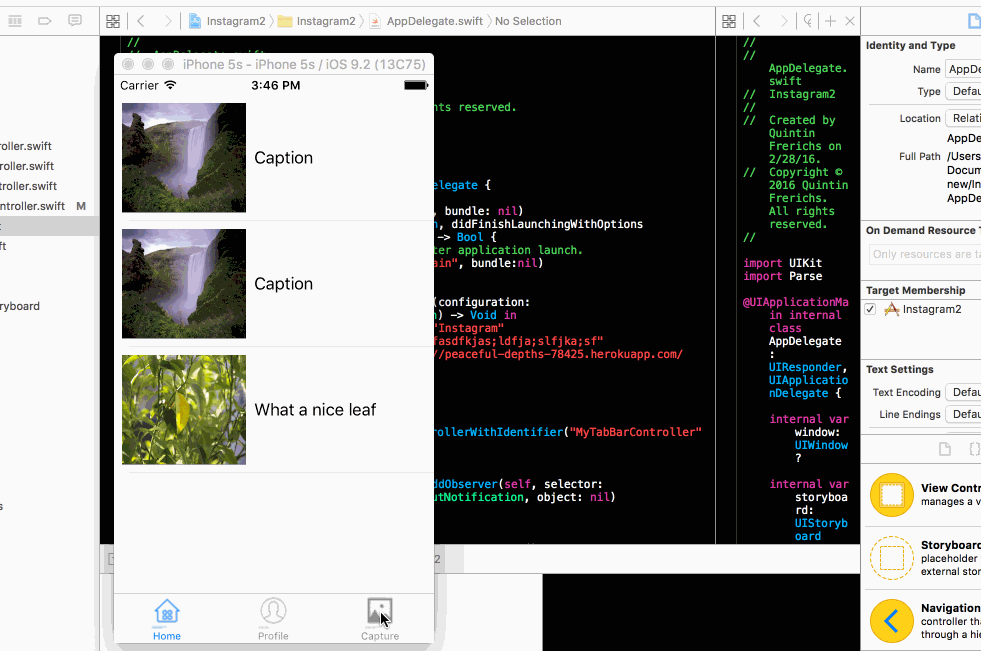 Instagram2 Instagram2 AppDelegate.swift No Selection
oller.swift
roller.swift
troller.swift
ntroller.swift M
t
ft
ryboard
s
//
iPhone 5s - iPhone 5s / iOS 9.2 (13C75)
Carrier 3:46 PM
Caption
Caption
What a nice leaf
Home Profile Capture
nts reserved.
elegate {
, bundle: nil)
n, didFinishLaunchingWithOptions
-> Bool {
ter application launch.
ain", bundle:nil)
(configuration:
) -> Void in
"Instagram"
fasdfkjas;ldfja;slfjka;sf"
//peaceful-depths-78425.herokuapp.com/
rollerWithIdentifier("MyTabBarController"
ddObserver(self, selector:
utNotification, object: nil)
2
//
//
AppDelegate.
swift
// Instagram2
//
// Created by
Quintin
Frerichs on
2/28/16.
// Copyright ©
2016 Quintin
Frerichs.
All rights
reserved.
//
import UIKit
import Parse
@UIApplicationMa
in internal
class
AppDelegate
:
UIResponder,
UIApplicatio
nDelegate {
internal var
window:
UIWindow
?
internal var
storyboa
rd:
UIStoryb
oard
Identity and Type
Name AppDe
Type Defau
Location Relati
AppDe
Full Path /Users
Docum
new/In
AppDe
On Demand Resource T
Only resources are ta
Target Membership
Instagram2
Text Settings
Text Encoding Defau
Line Endings Defau
View Contr
manages a v
Storyboard
placeholder
external stor
Navigation
controller tha
through a hie